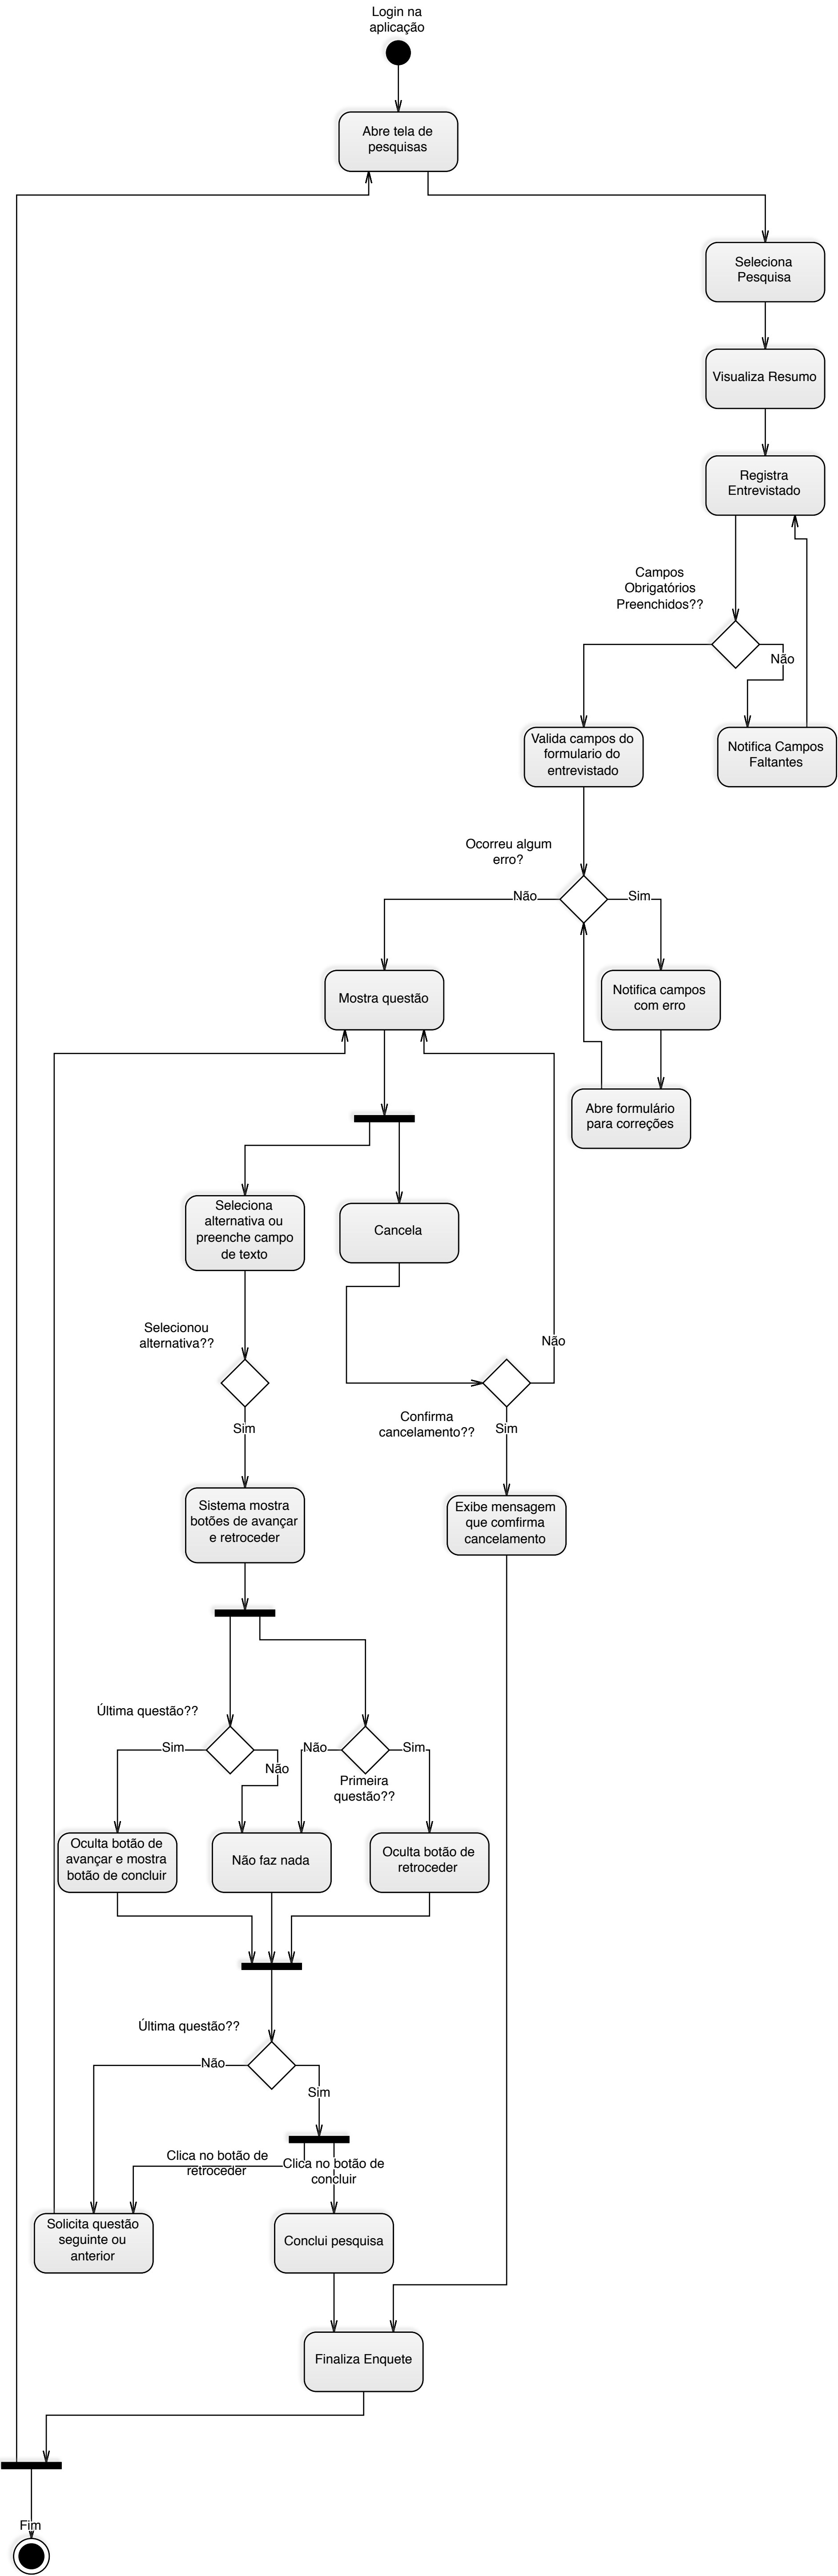 Login na
aplicação
Abre tela de
pesquisas
Seleciona
Pesquisa
Visualiza Resumo
Registra
Entrevistado
Campos
Obrigatórios
Preenchidos??
Não
Valida campos do
formulario do
entrevistado
Notifica Campos
Faltantes
Ocorreu algum
erro?
Não
Sim
Mostra questão
Notifica campos
com erro
Abre formulário
para correções
Seleciona
alternativa ou
preenche campo
de texto
Cancela
Selecionou
alternativa??
Não
Confirma
cancelamento??
Sim
Sim
Sistema mostra
botões de avançar
e retroceder
Exibe mensagem
que comfirma
cancelamento
Última questão??
Sim
Não
Não
Sim
Primeira
questão??
Oculta botão de
avançar e mostra
botão de concluir
Não faz nada
Oculta botão de
retroceder
Última questão??
Não
Sim
Clica no botão de
retroceder
Clica no botão de
concluir
Solicita questão
seguinte ou
anterior
Conclui pesquisa
Finaliza Enquete
Fim